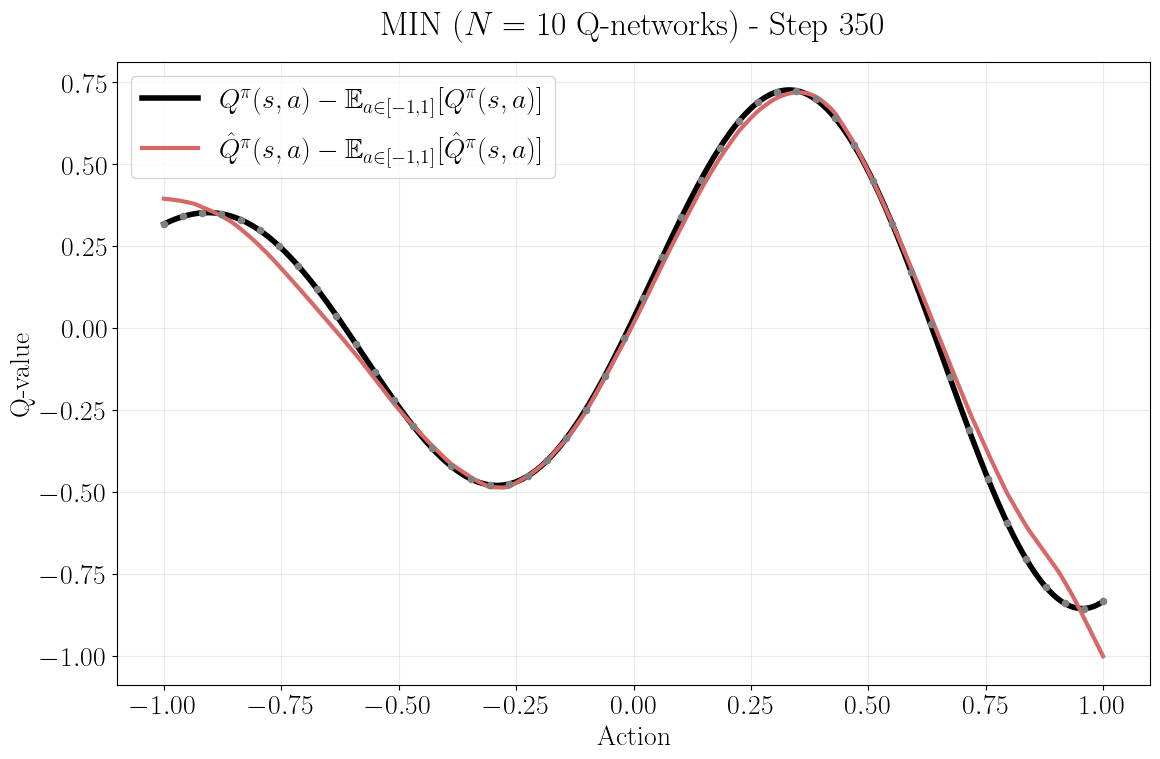 MIN (N = 10 Q-networks) - Step 350
Q^π(s, a) − 𝔼_{a∈[−1,1]}[Q^π(s, a)]
Q̂^π(s, a) − 𝔼_{a∈[−1,1]}[Q̂^π(s, a)]
Q-value
0.75
0.50
0.25
0.00
−0.25
−0.50
−0.75
−1.00
−1.00 −0.75 −0.50 −0.25 0.00 0.25 0.50 0.75 1.00
Action